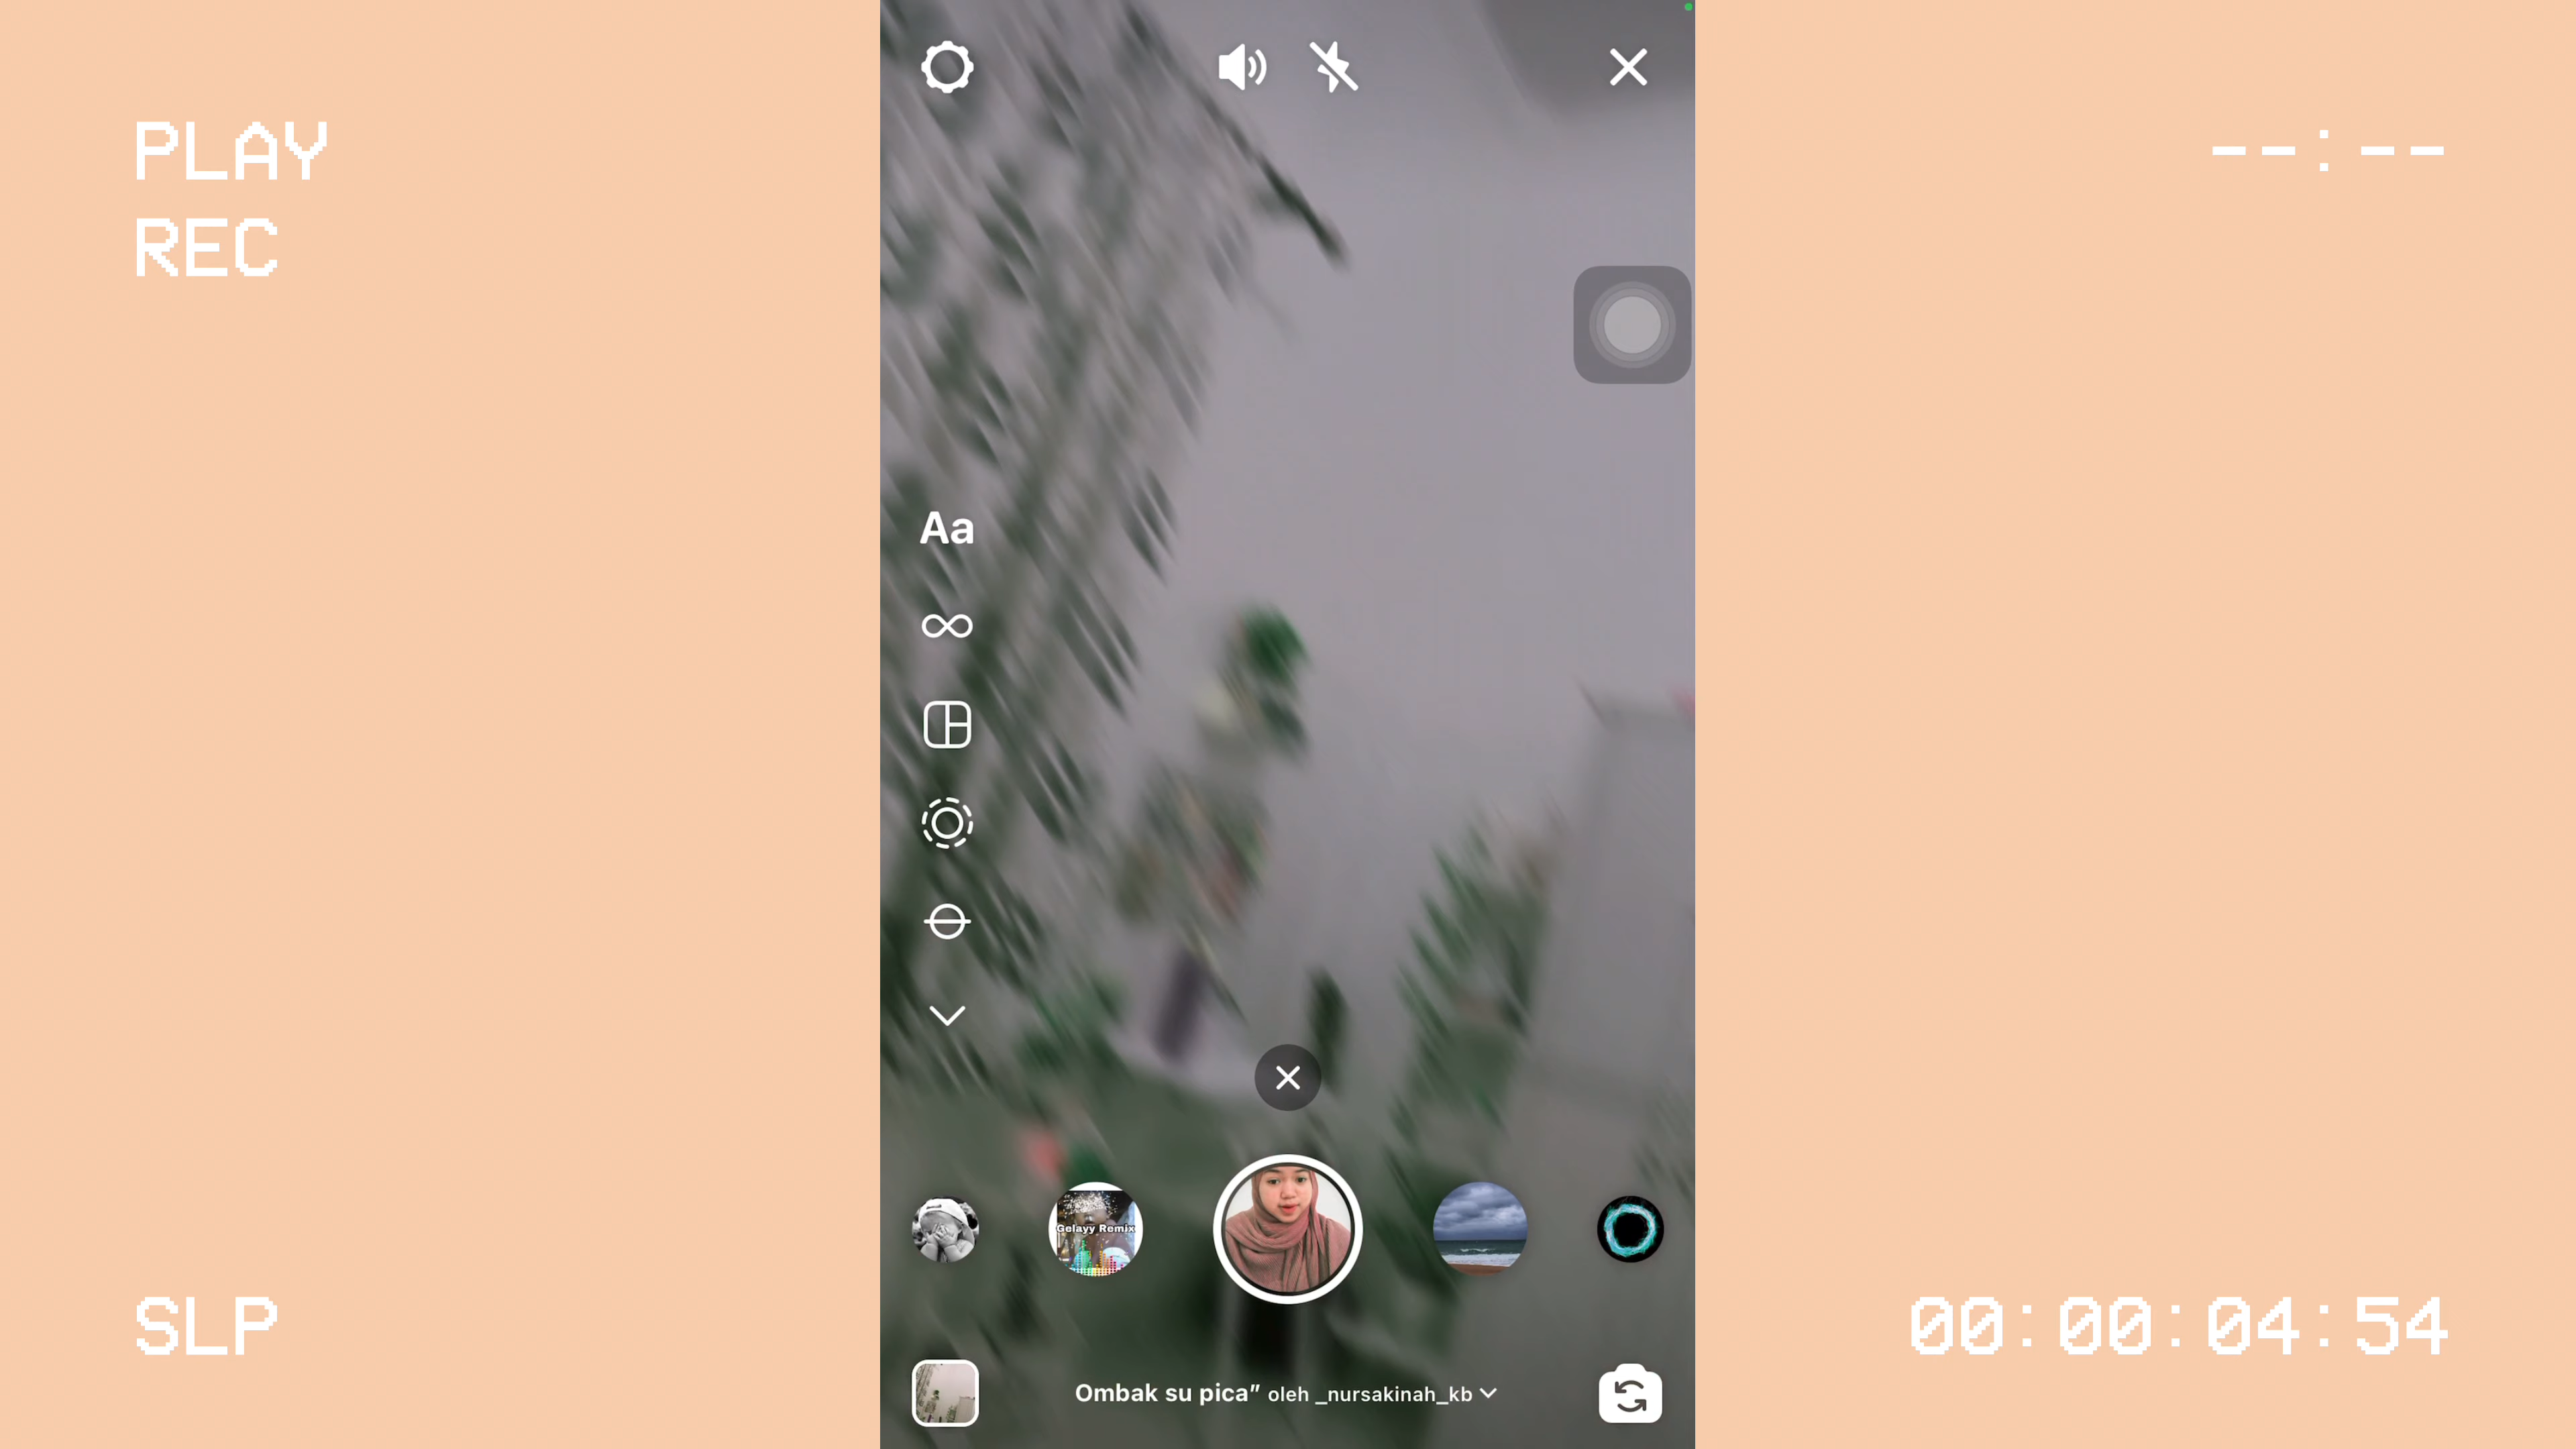 PLAY
--:--
REC
Aa
Gelayy Remix
Ombak su pica” oleh _nursakinah_kb
SLP
00:00:04:54